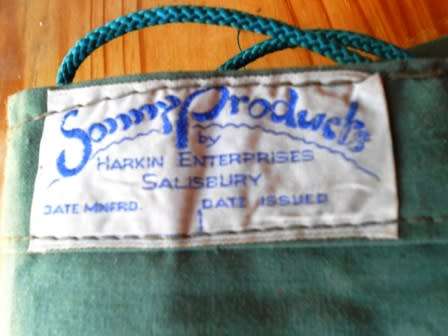 Sonny Products
by
HARKIN ENTERPRISES
SALISBURY
DATE MNFRD. DATE ISSUED